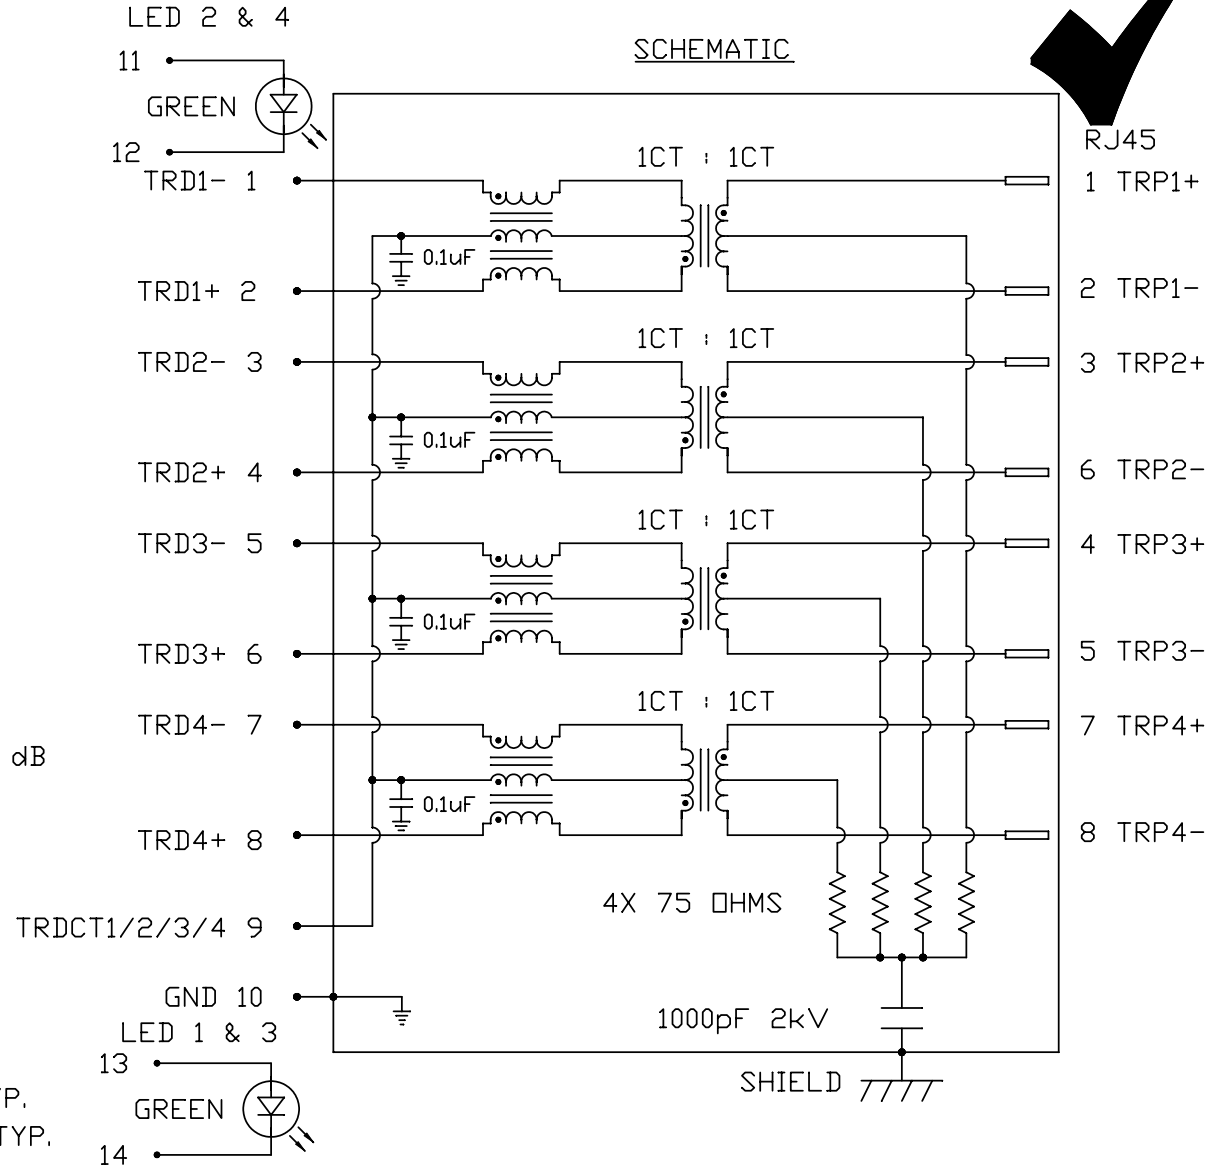 LED 2 & 4
11
GREEN
12
SCHEMATIC
RJ45
1CT : 1CT
TRD1- 1
1 TRP1+
0.1uF
TRD1+ 2
2 TRP1-
1CT : 1CT
TRD2- 3
3 TRP2+
0.1uF
TRD2+ 4
6 TRP2-
1CT : 1CT
TRD3- 5
4 TRP3+
0.1uF
TRD3+ 6
5 TRP3-
1CT : 1CT
TRD4- 7
7 TRP4+
dB
0.1uF
TRD4+ 8
8 TRP4-
4X 75 OHMS
TRDCT1/2/3/4 9
GND 10
1000pF 2kV
LED 1 & 3
13
SHIELD
GREEN
TYP.
14